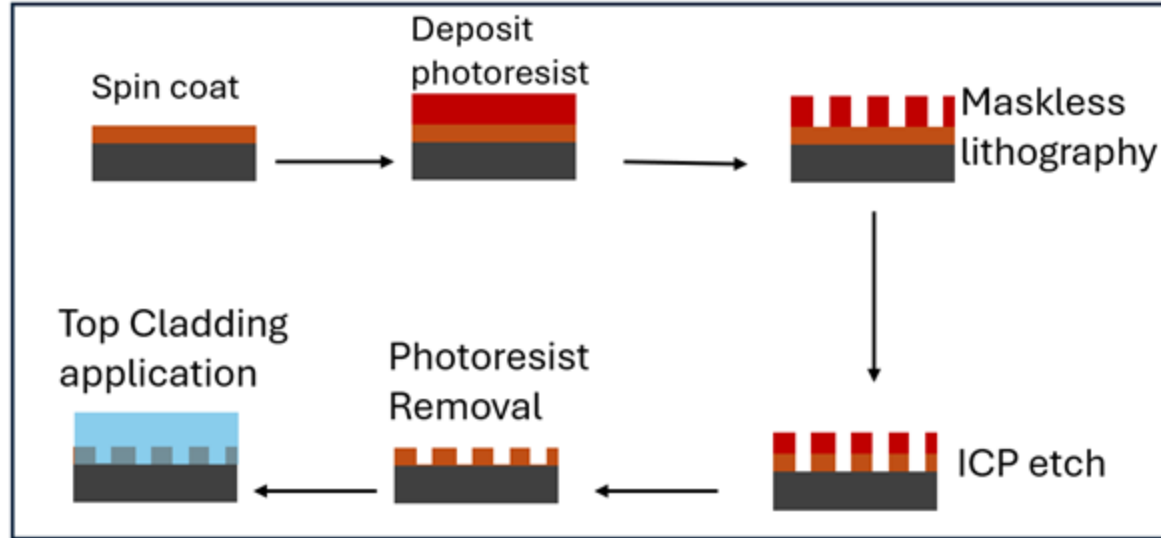 Spin coat
Deposit
photoresist
Maskless
lithography
ICP etch
Photoresist
Removal
Top Cladding
application